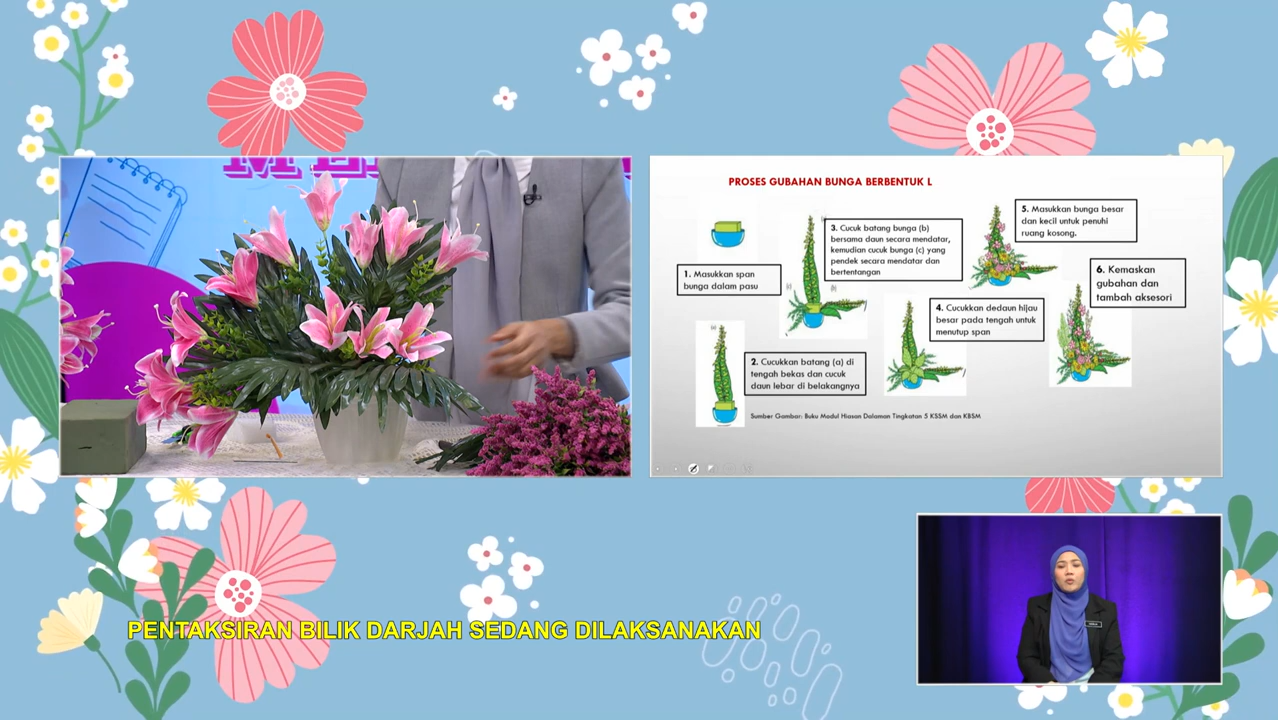 PROSES GUBAHAN BUNGA BERBENTUK L
1. Masukkan span
bunga dalam pasu
2. Cucukkan batang (a) di
tengah bekas dan cucuk
daun lebar di belakangnya
3. Cucuk batang bunga (b)
bersama daun secara mendatar,
kemudian cucuk bunga (c) yang
pendek secara mendatar dan
bertentangan
4. Cucukkan dedaun hijau
besar pada tengah untuk
menutup span
5. Masukkan bunga besar
dan kecil untuk penuhi
ruang kosong.
6. Kemaskan
gubahan dan
tambah aksesori
Sumber Gambar: Buku Modul Hiasan Dalaman Tingkatan 5 KSSM dan KBSM
PENTAKSIRAN BILIK DARJAH SEDANG DILAKSANAKAN